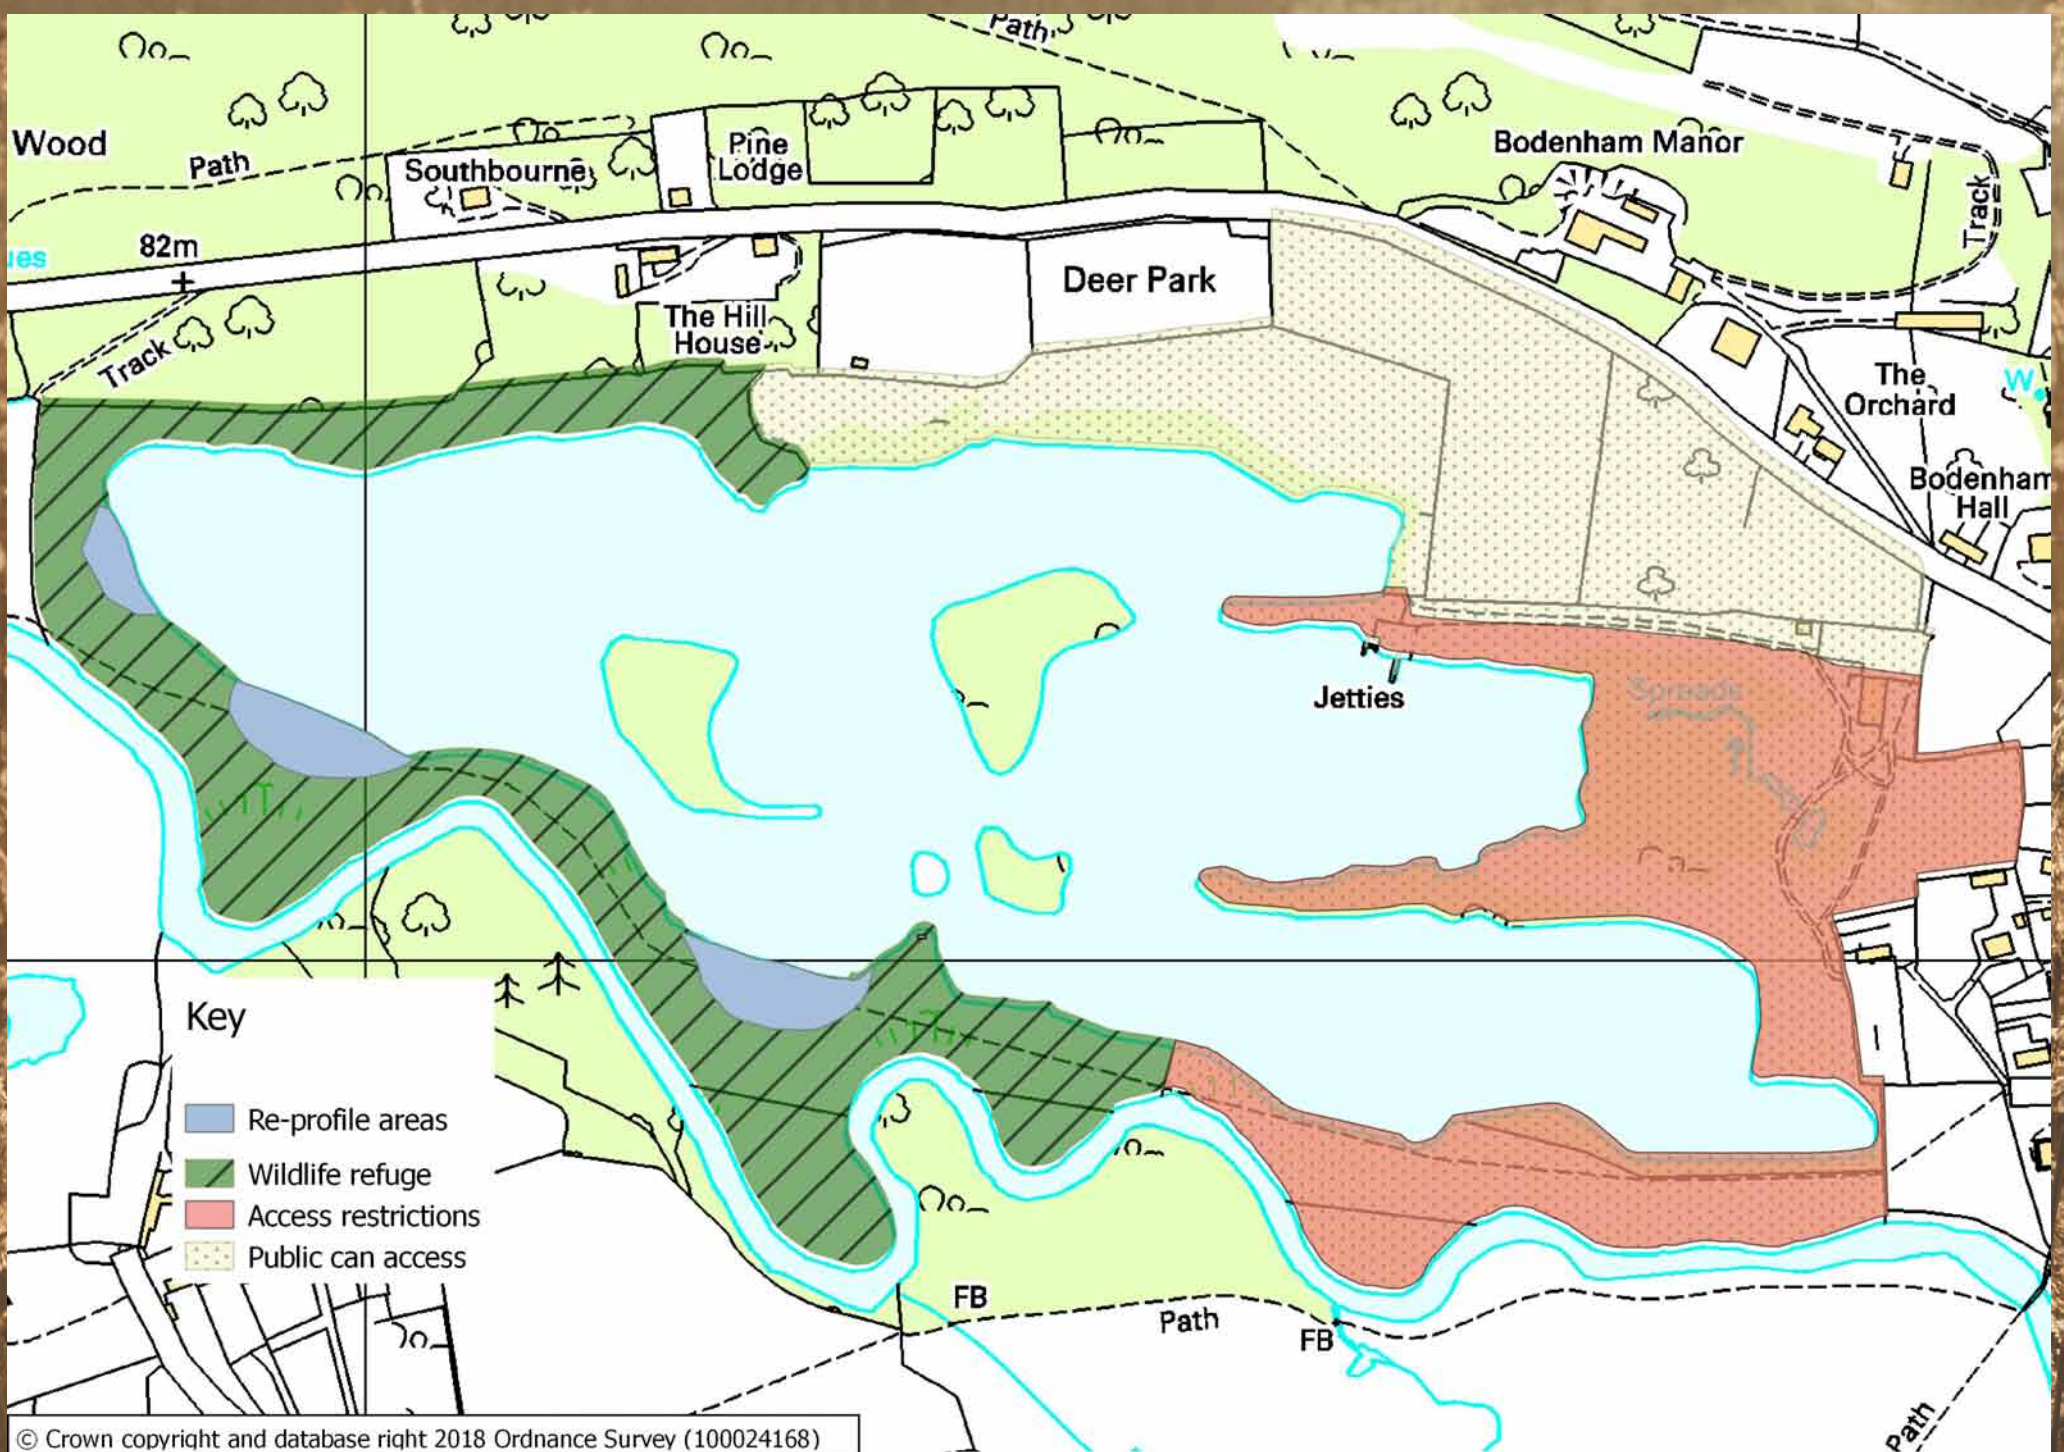 Path
Wood
Path
Southbourne
Pine
Lodge
Bodenham Manor
Track
82m
Deer Park
The Hill
House
Track
The
Orchard
W
Bodenham
Hall
Jetties
Spreads
Key
Re-profile areas
Wildlife refuge
Access restrictions
Public can access
FB
Path
FB
Path
© Crown copyright and database right 2018 Ordnance Survey (100024168)